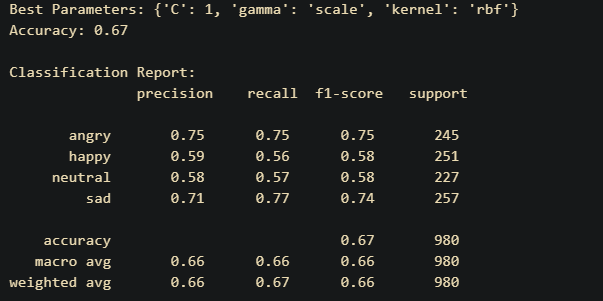 Best Parameters: {'C': 1, 'gamma': 'scale', 'kernel': 'rbf'}
Accuracy: 0.67
Classification Report:
precision recall f1-score support
angry 0.75 0.75 0.75 245
happy 0.59 0.56 0.58 251
neutral 0.58 0.57 0.58 227
sad 0.71 0.77 0.74 257
accuracy 0.67 980
macro avg 0.66 0.66 0.66 980
weighted avg 0.66 0.67 0.66 980